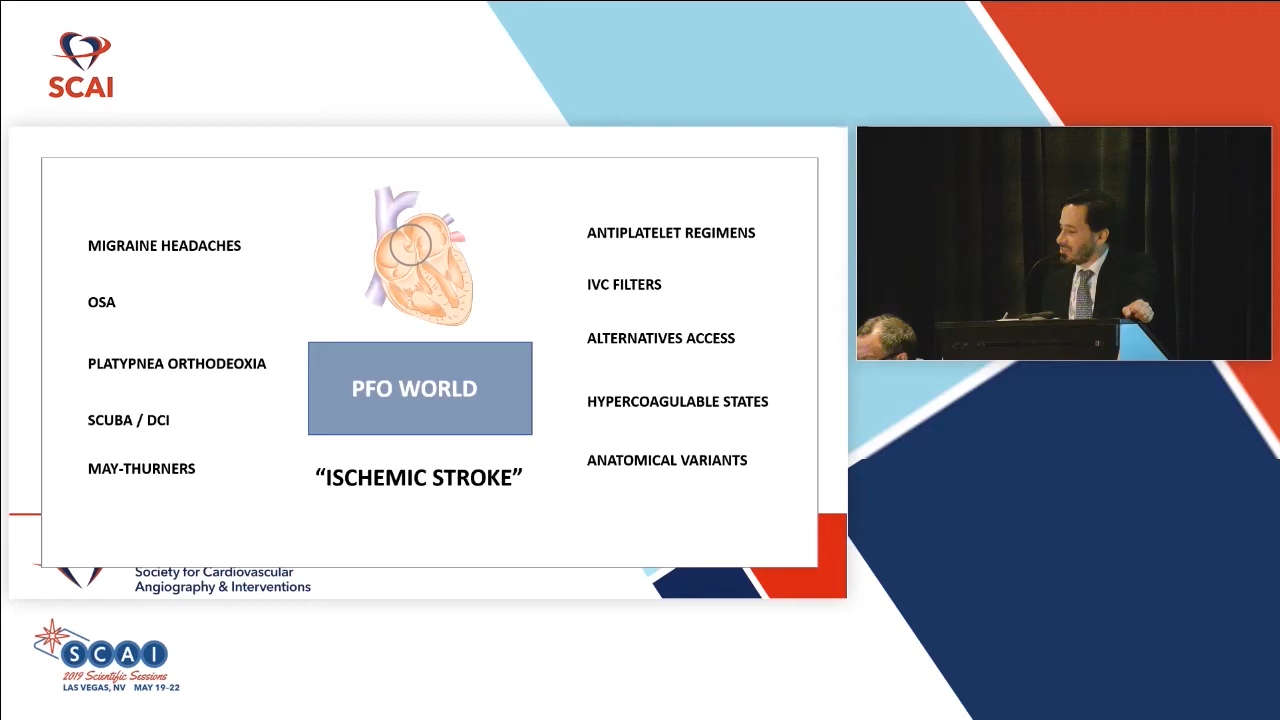 SCAI
MIGRAINE HEADACHES
OSA
PLATYPNEA ORTHODEOXIA
SCUBA / DCI
MAY-THURNERS
PFO WORLD
“ISCHEMIC STROKE”
ANTIPLATELET REGIMENS
IVC FILTERS
ALTERNATIVES ACCESS
HYPERCOAGULABLE STATES
ANATOMICAL VARIANTS
Society for Cardiovascular
Angiography & Interventions
SCAI
2019 Scientific Sessions
LAS VEGAS, NV MAY 19-22